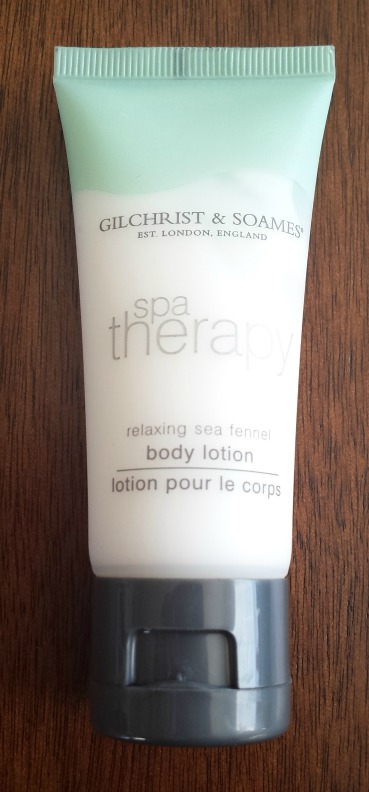 GILCHRIST & SOAMES®
EST. LONDON, ENGLAND
spa
therapy
relaxing sea fennel
body lotion
lotion pour le corps